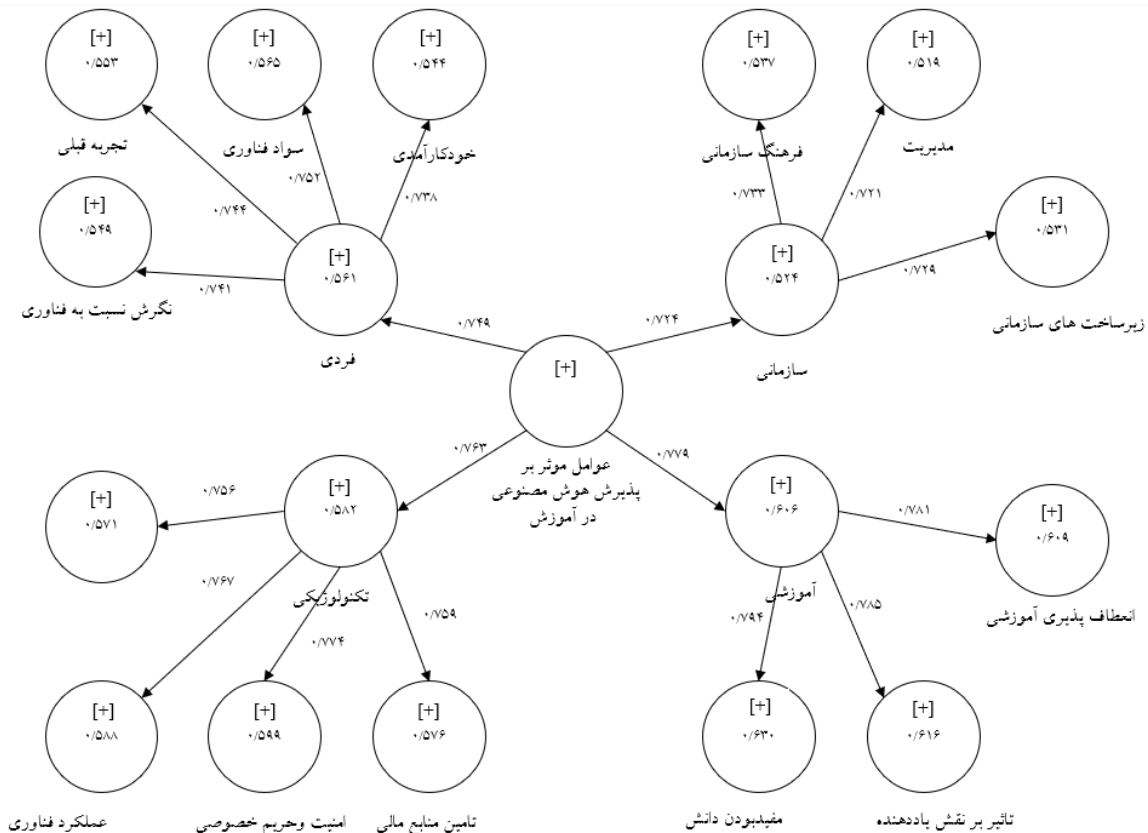 [+]
۰/۵۵۳
تجربه قبلی
[+]
۰/۵۶۵
سواد فناوری
[+]
۰/۵۴۴
خودکارآمدی
[+]
۰/۵۳۷
فرهنگ سازمانی
[+]
۰/۵۱۹
مدیریت
[+]
۰/۵۴۹
نگرش نسبت به فناوری
[+]
۰/۵۳۱
زیرساخت های سازمانی
۰/۷۴۴
۰/۷۵۲
۰/۷۳۸
۰/۷۴۱
[+]
۰/۵۶۱
فردی
۰/۷۳۳
۰/۷۲۱
۰/۷۲۹
[+]
۰/۵۲۴
سازمانی
۰/۷۴۹
۰/۷۲۴
[+]
عوامل موثر بر
پذیرش هوش مصنوعی
در آموزش
۰/۷۶۳
۰/۷۷۹
[+]
۰/۵۸۲
تکنولوژیکی
[+]
۰/۶۰۶
آموزشی
۰/۷۵۶
۰/۷۶۷
۰/۷۷۴
۰/۷۵۹
۰/۷۸۱
۰/۷۹۴
۰/۷۸۵
[+]
۰/۵۷۱
[+]
۰/۶۰۹
انعطاف پذیری آموزشی
[+]
۰/۵۸۸
عملکرد فناوری
[+]
۰/۵۹۹
امنیت وحریم خصوصی
[+]
۰/۵۷۶
تامین منابع مالی
[+]
۰/۶۳۰
مفیدبودن دانش
[+]
۰/۶۱۶
تاثیر بر نقش یاددهنده